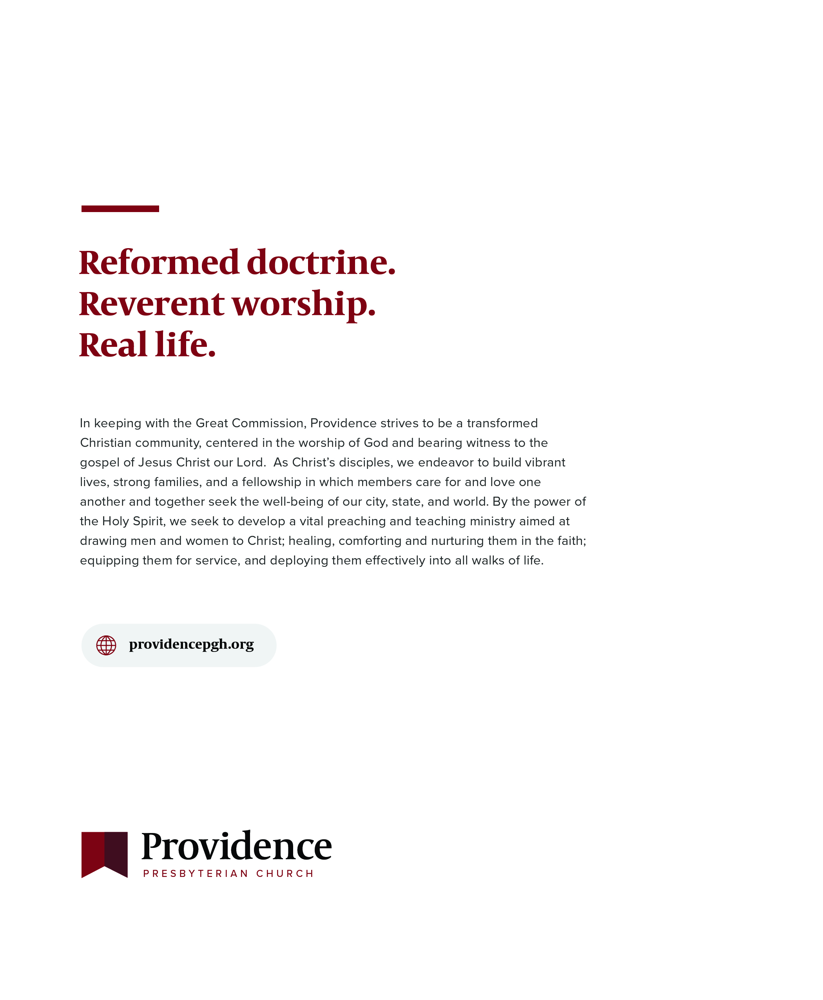 Reformed doctrine.
Reverent worship.
Real life.
In keeping with the Great Commission, Providence strives to be a transformed
Christian community, centered in the worship of God and bearing witness to the
gospel of Jesus Christ our Lord.  As Christ’s disciples, we endeavor to build vibrant
lives, strong families, and a fellowship in which members care for and love one
another and together seek the well-being of our city, state, and world. By the power of
the Holy Spirit, we seek to develop a vital preaching and teaching ministry aimed at
drawing men and women to Christ; healing, comforting and nurturing them in the faith;
equipping them for service, and deploying them effectively into all walks of life.
providencepgh.org
Providence
PRESBYTERIAN CHURCH